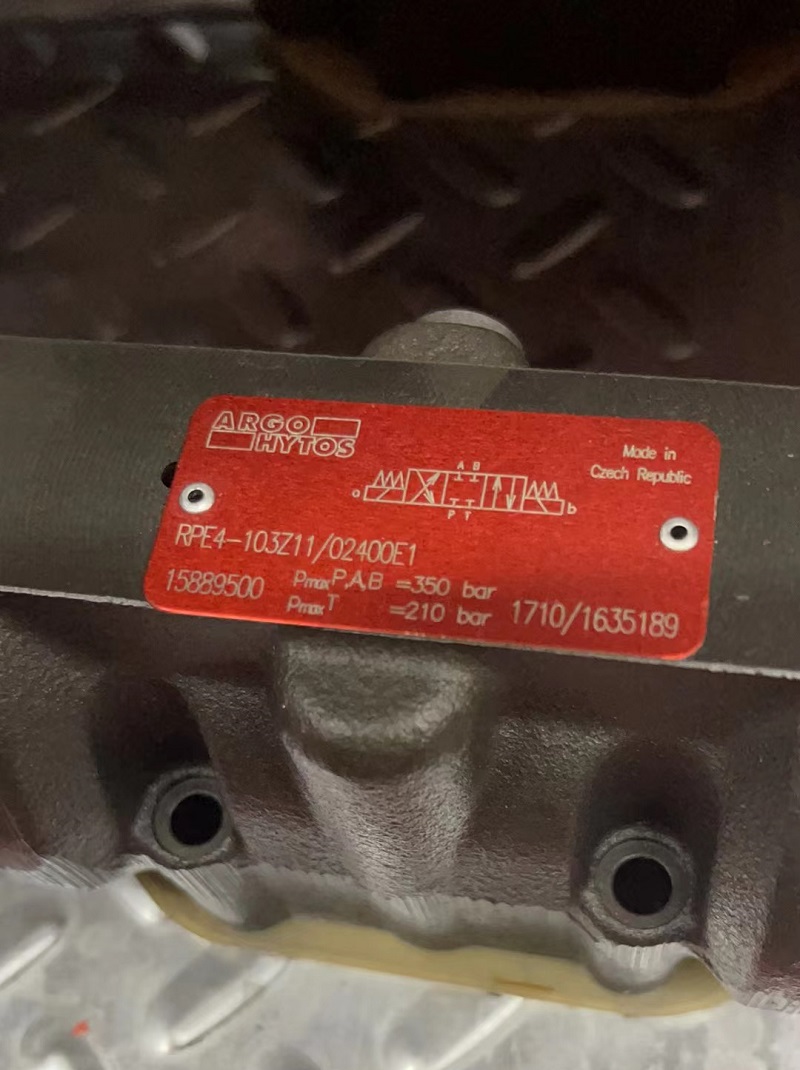 ARGO
HYTOS
Made in
Czech Republic
A B
a b
P T
RPE4-103Z11/02400E1
15889500 pmaxP,A,B =350 bar
pmaxT =210 bar 1710/1635189